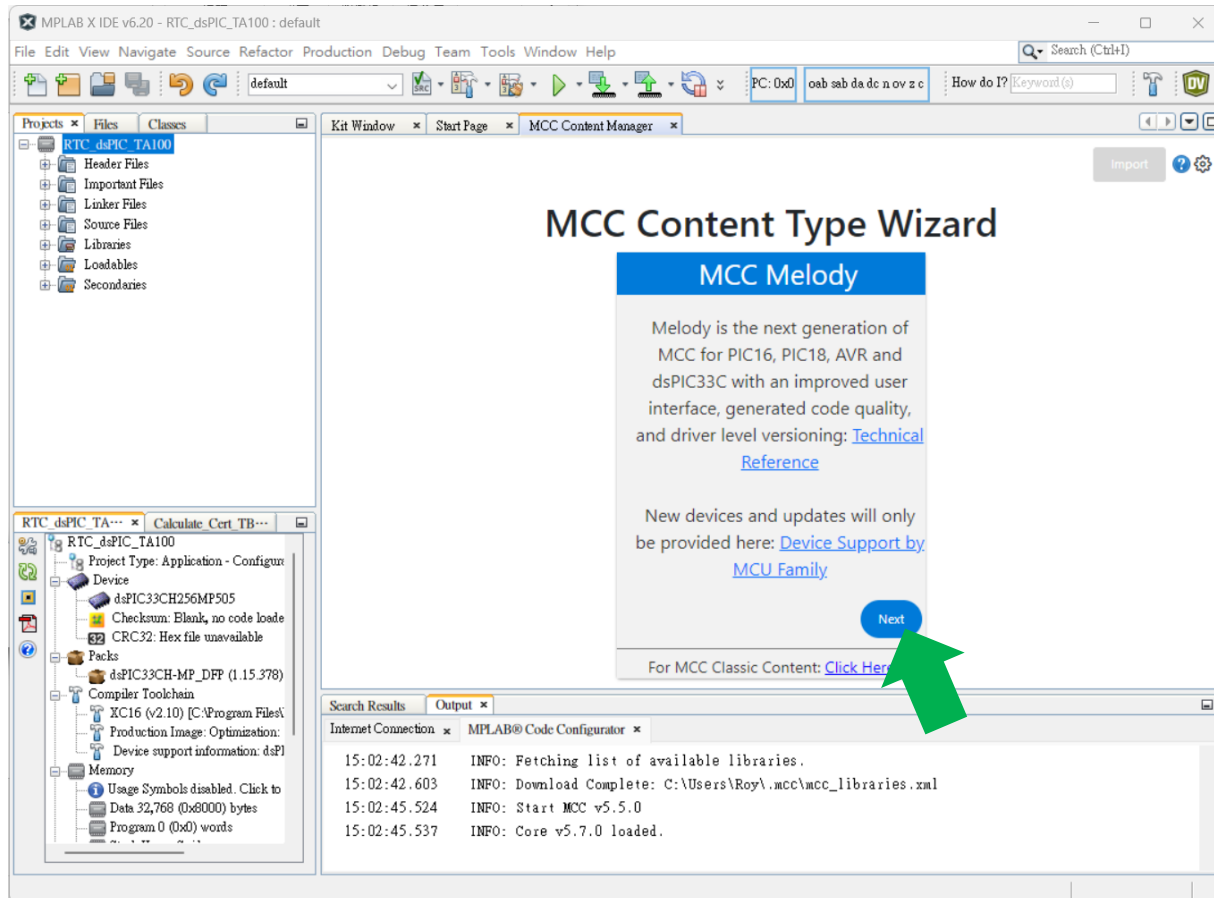 MPLAB X IDE v6.20 - RTC_dsPIC_TA100 : default
File Edit View Navigate Source Refactor Production Debug Team Tools Window Help
Search (Ctrl+I)
default
PC: 0x0
oab sab da dc n ov z c
How do I?
Keyword(s)
Projects
Files
Classes
RTC_dsPIC_TA100
Header Files
Important Files
Linker Files
Source Files
Libraries
Loadables
Secondaries
Kit Window
Start Page
MCC Content Manager
Import
MCC Content Type Wizard
MCC Melody
Melody is the next generation of
MCC for PIC16, PIC18, AVR and
dsPIC33C with an improved user
interface, generated code quality,
and driver level versioning: Technical
Reference
New devices and updates will only
be provided here: Device Support by
MCU Family
Next
For MCC Classic Content: Click Here
RTC_dsPIC_TA···
Calculate_Cert_TB···
RTC_dsPIC_TA100
Project Type: Application - Configura
Device
dsPIC33CH256MP505
Checksum: Blank, no code loade
CRC32: Hex file unavailable
Packs
dsPIC33CH-MP_DFP (1.15.378)
Compiler Toolchain
XC16 (v2.10) [C:\Program Files\
Production Image: Optimization:
Device support information: dsPI
Memory
Usage Symbols disabled. Click to
Data 32,768 (0x8000) bytes
Program 0 (0x0) words
Search Results
Output
Internet Connection
MPLAB® Code Configurator
15:02:42.271 INFO: Fetching list of available libraries.
15:02:42.603 INFO: Download Complete: C:\Users\Roy\.mcc\mcc_libraries.xml
15:02:45.524 INFO: Start MCC v5.5.0
15:02:45.537 INFO: Core v5.7.0 loaded.